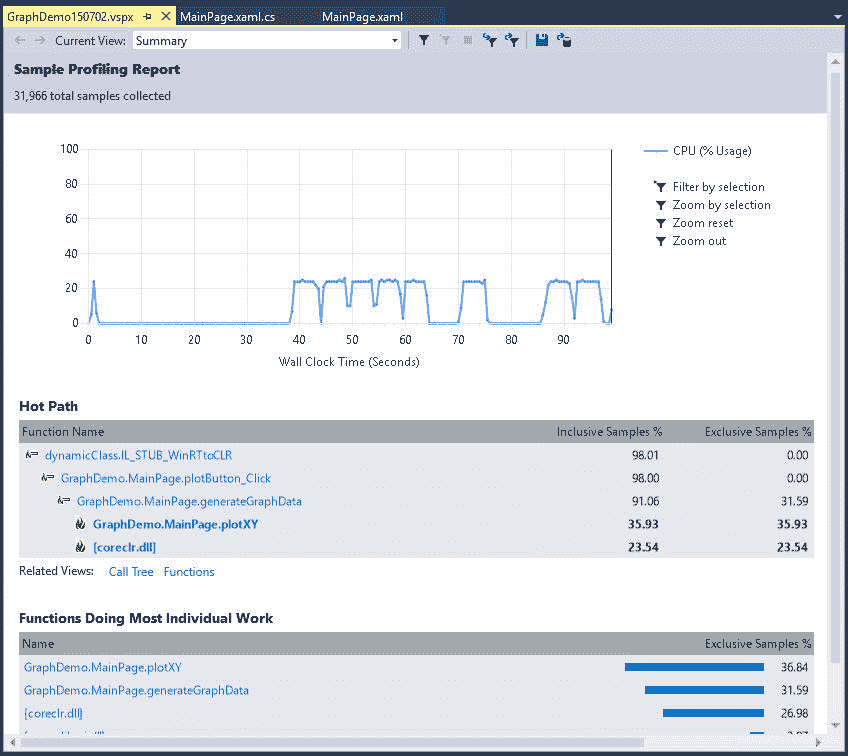 GraphDemo150702.vspx MainPage.xaml.cs MainPage.xaml
Current View: Summary
Sample Profiling Report
31,966 total samples collected
100
80
60
40
20
0
0 10 20 30 40 50 60 70 80 90
Wall Clock Time (Seconds)
CPU (% Usage)
Filter by selection
Zoom by selection
Zoom reset
Zoom out
Hot Path
Function Name Inclusive Samples % Exclusive Samples %
dynamicClass.IL_STUB_WinRTtoCLR 98.01 0.00
GraphDemo.MainPage.plotButton_Click 98.00 0.00
GraphDemo.MainPage.generateGraphData 91.06 31.59
GraphDemo.MainPage.plotXY 35.93 35.93
[coreclr.dll] 23.54 23.54
Related Views: Call Tree Functions
Functions Doing Most Individual Work
Name Exclusive Samples %
GraphDemo.MainPage.plotXY 36.84
GraphDemo.MainPage.generateGraphData 31.59
[coreclr.dll] 26.98